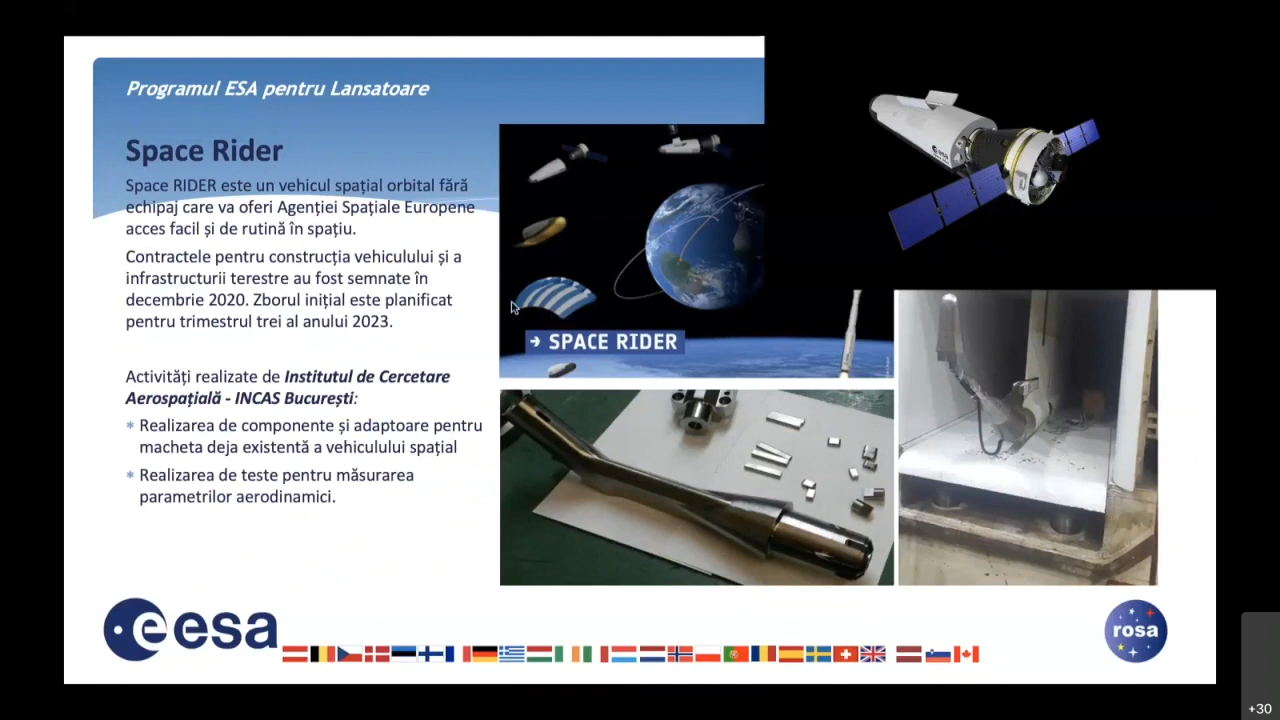 Programul ESA pentru Lansatoare
Space Rider
Space RIDER este un vehicul spațial orbital fără
echipaj care va oferi Agenției Spațiale Europene
acces facil și de rutină în spațiu.
Contractele pentru construcția vehiculului și a
infrastructurii terestre au fost semnate în
decembrie 2020. Zborul inițial este planificat
pentru trimestrul trei al anului 2023.
Activități realizate de Institutul de Cercetare
Aerospațială - INCAS București:
* Realizarea de componente și adaptoare pentru
macheta deja existentă a vehiculului spațial
* Realizarea de teste pentru măsurarea
parametrilor aerodinamici.
esa
→ SPACE RIDER
esa
rosa
+30